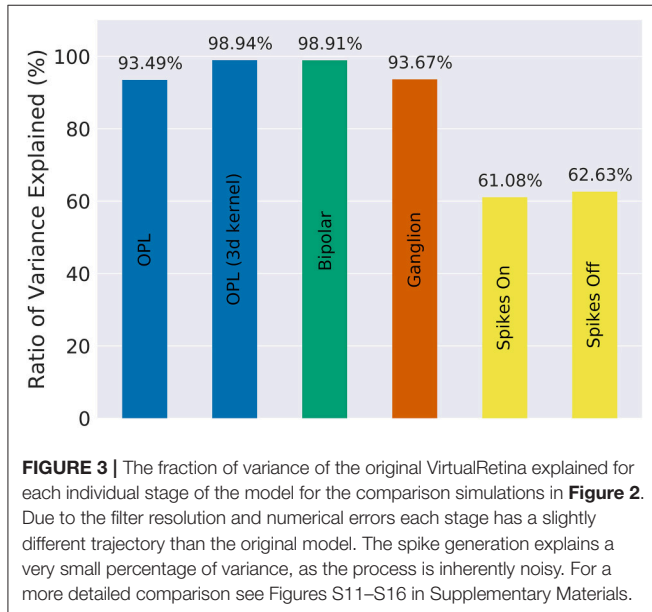 Ratio of Variance Explained (%)
100
80
60
40
20
0
93.49%
98.94%
98.91%
93.67%
61.08%
62.63%
OPL
OPL (3d kernel)
Bipolar
Ganglion
Spikes On
Spikes Off
FIGURE 3 | The fraction of variance of the original VirtualRetina explained for
each individual stage of the model for the comparison simulations in Figure 2.
Due to the filter resolution and numerical errors each stage has a slightly
different trajectory than the original model. The spike generation explains a
very small percentage of variance, as the process is inherently noisy. For a
more detailed comparison see Figures S11–S16 in Supplementary Materials.